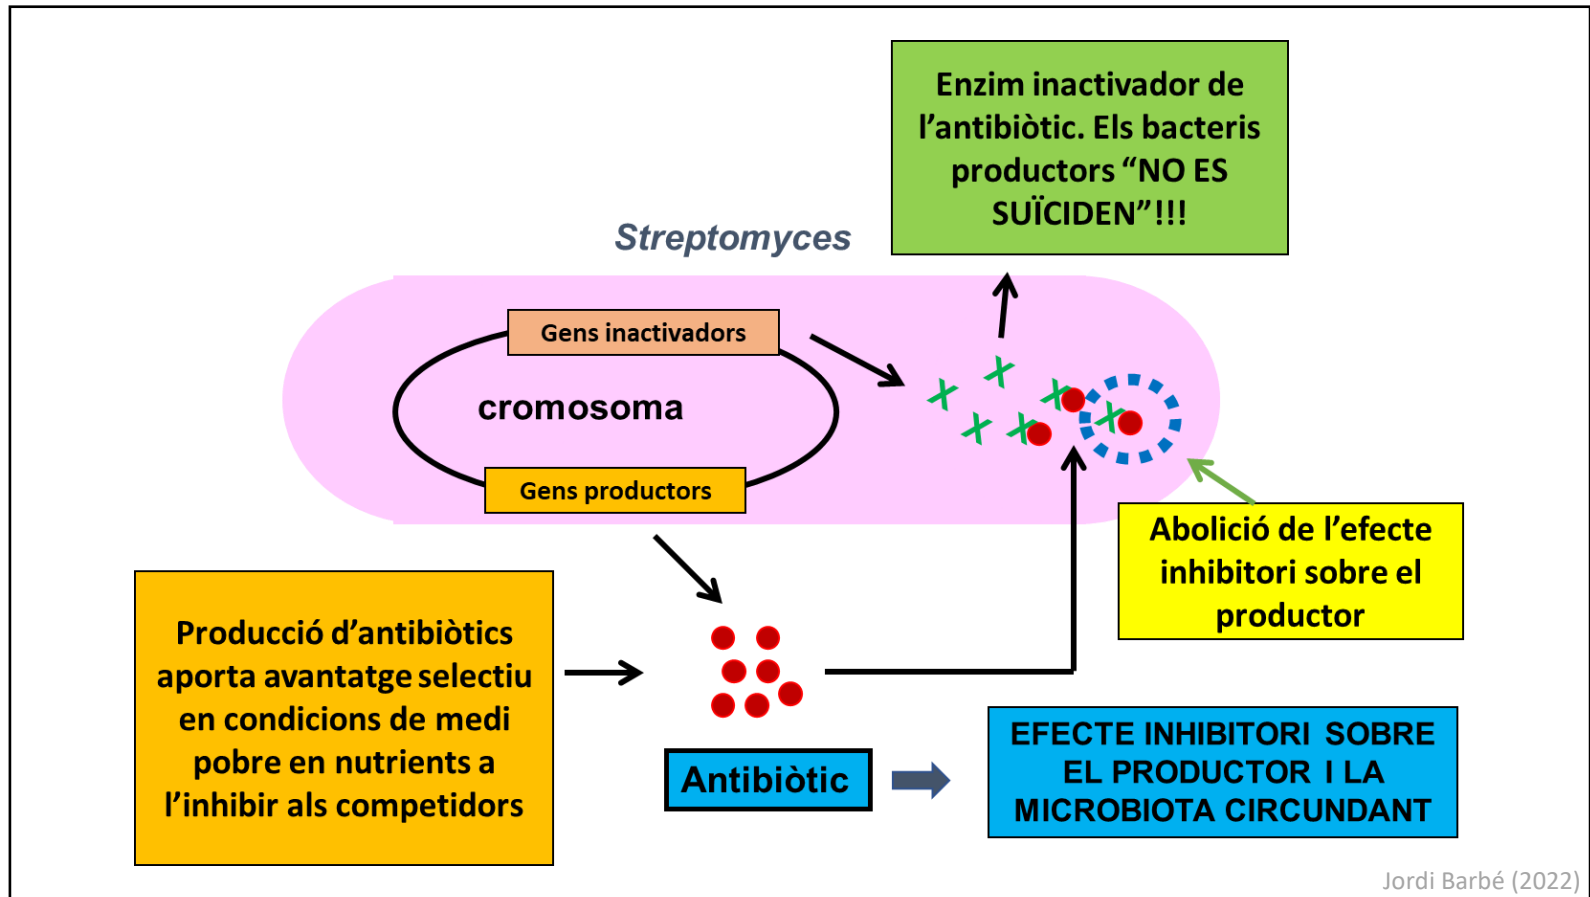 Enzim inactivador de
l’antibiòtic. Els bacteris
productors “NO ES
SUÏCIDEN”!!!
Streptomyces
Gens inactivadors
cromosoma
Gens productors
Abolició de l’efecte
inhibitori sobre el
productor
Producció d’antibiòtics
aporta avantatge selectiu
en condicions de medi
pobre en nutrients a
l’inhibir als competidors
Antibiòtic
EFECTE INHIBITORI SOBRE
EL PRODUCTOR I LA
MICROBIOTA CIRCUNDANT
Jordi Barbé (2022)